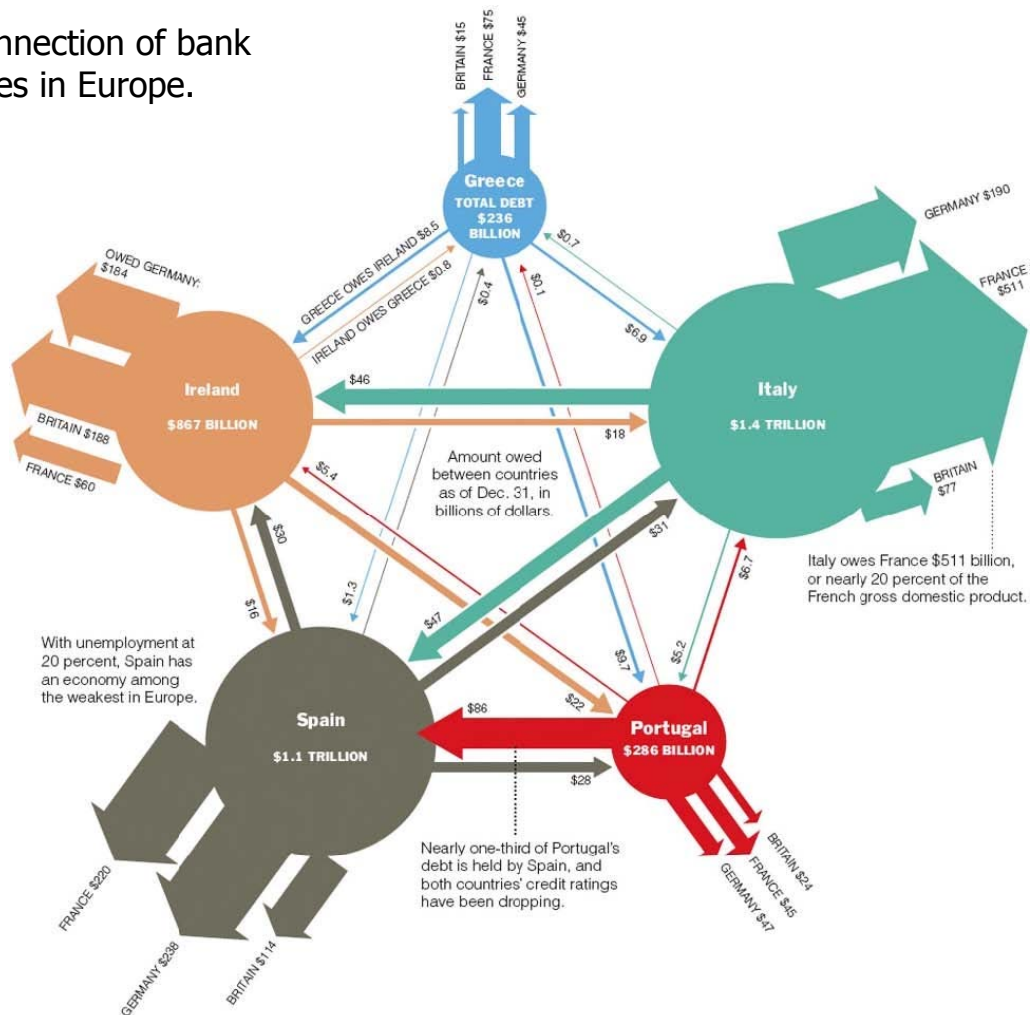 nnection of bank
es in Europe.
BRITAIN $15
FRANCE $75
GERMANY $45
Greece
TOTAL DEBT
$236
BILLION
GREECE OWES IRELAND $8.5
IRELAND OWES GREECE $0.8
$0.4
$0.1
$0.7
$6.9
GERMANY $190
FRANCE
$511
OWED GERMANY:
$184
Ireland
$867 BILLION
BRITAIN $188
FRANCE $60
$46
$18
Italy
$1.4 TRILLION
BRITAIN
$77
Amount owed
between countries
as of Dec. 31, in
billions of dollars.
$5.4
$30
$16
$31
$1.3
$47
$6.7
$5.2
$9.7
$22
Italy owes France $511 billion,
or nearly 20 percent of the
French gross domestic product.
With unemployment at
20 percent, Spain has
an economy among
the weakest in Europe.
Spain
$1.1 TRILLION
$86
$28
Portugal
$286 BILLION
FRANCE $220
GERMANY $238
BRITAIN $114
Nearly one-third of Portugal's
debt is held by Spain, and
both countries' credit ratings
have been dropping.
BRITAIN $24
FRANCE $45
GERMANY $47